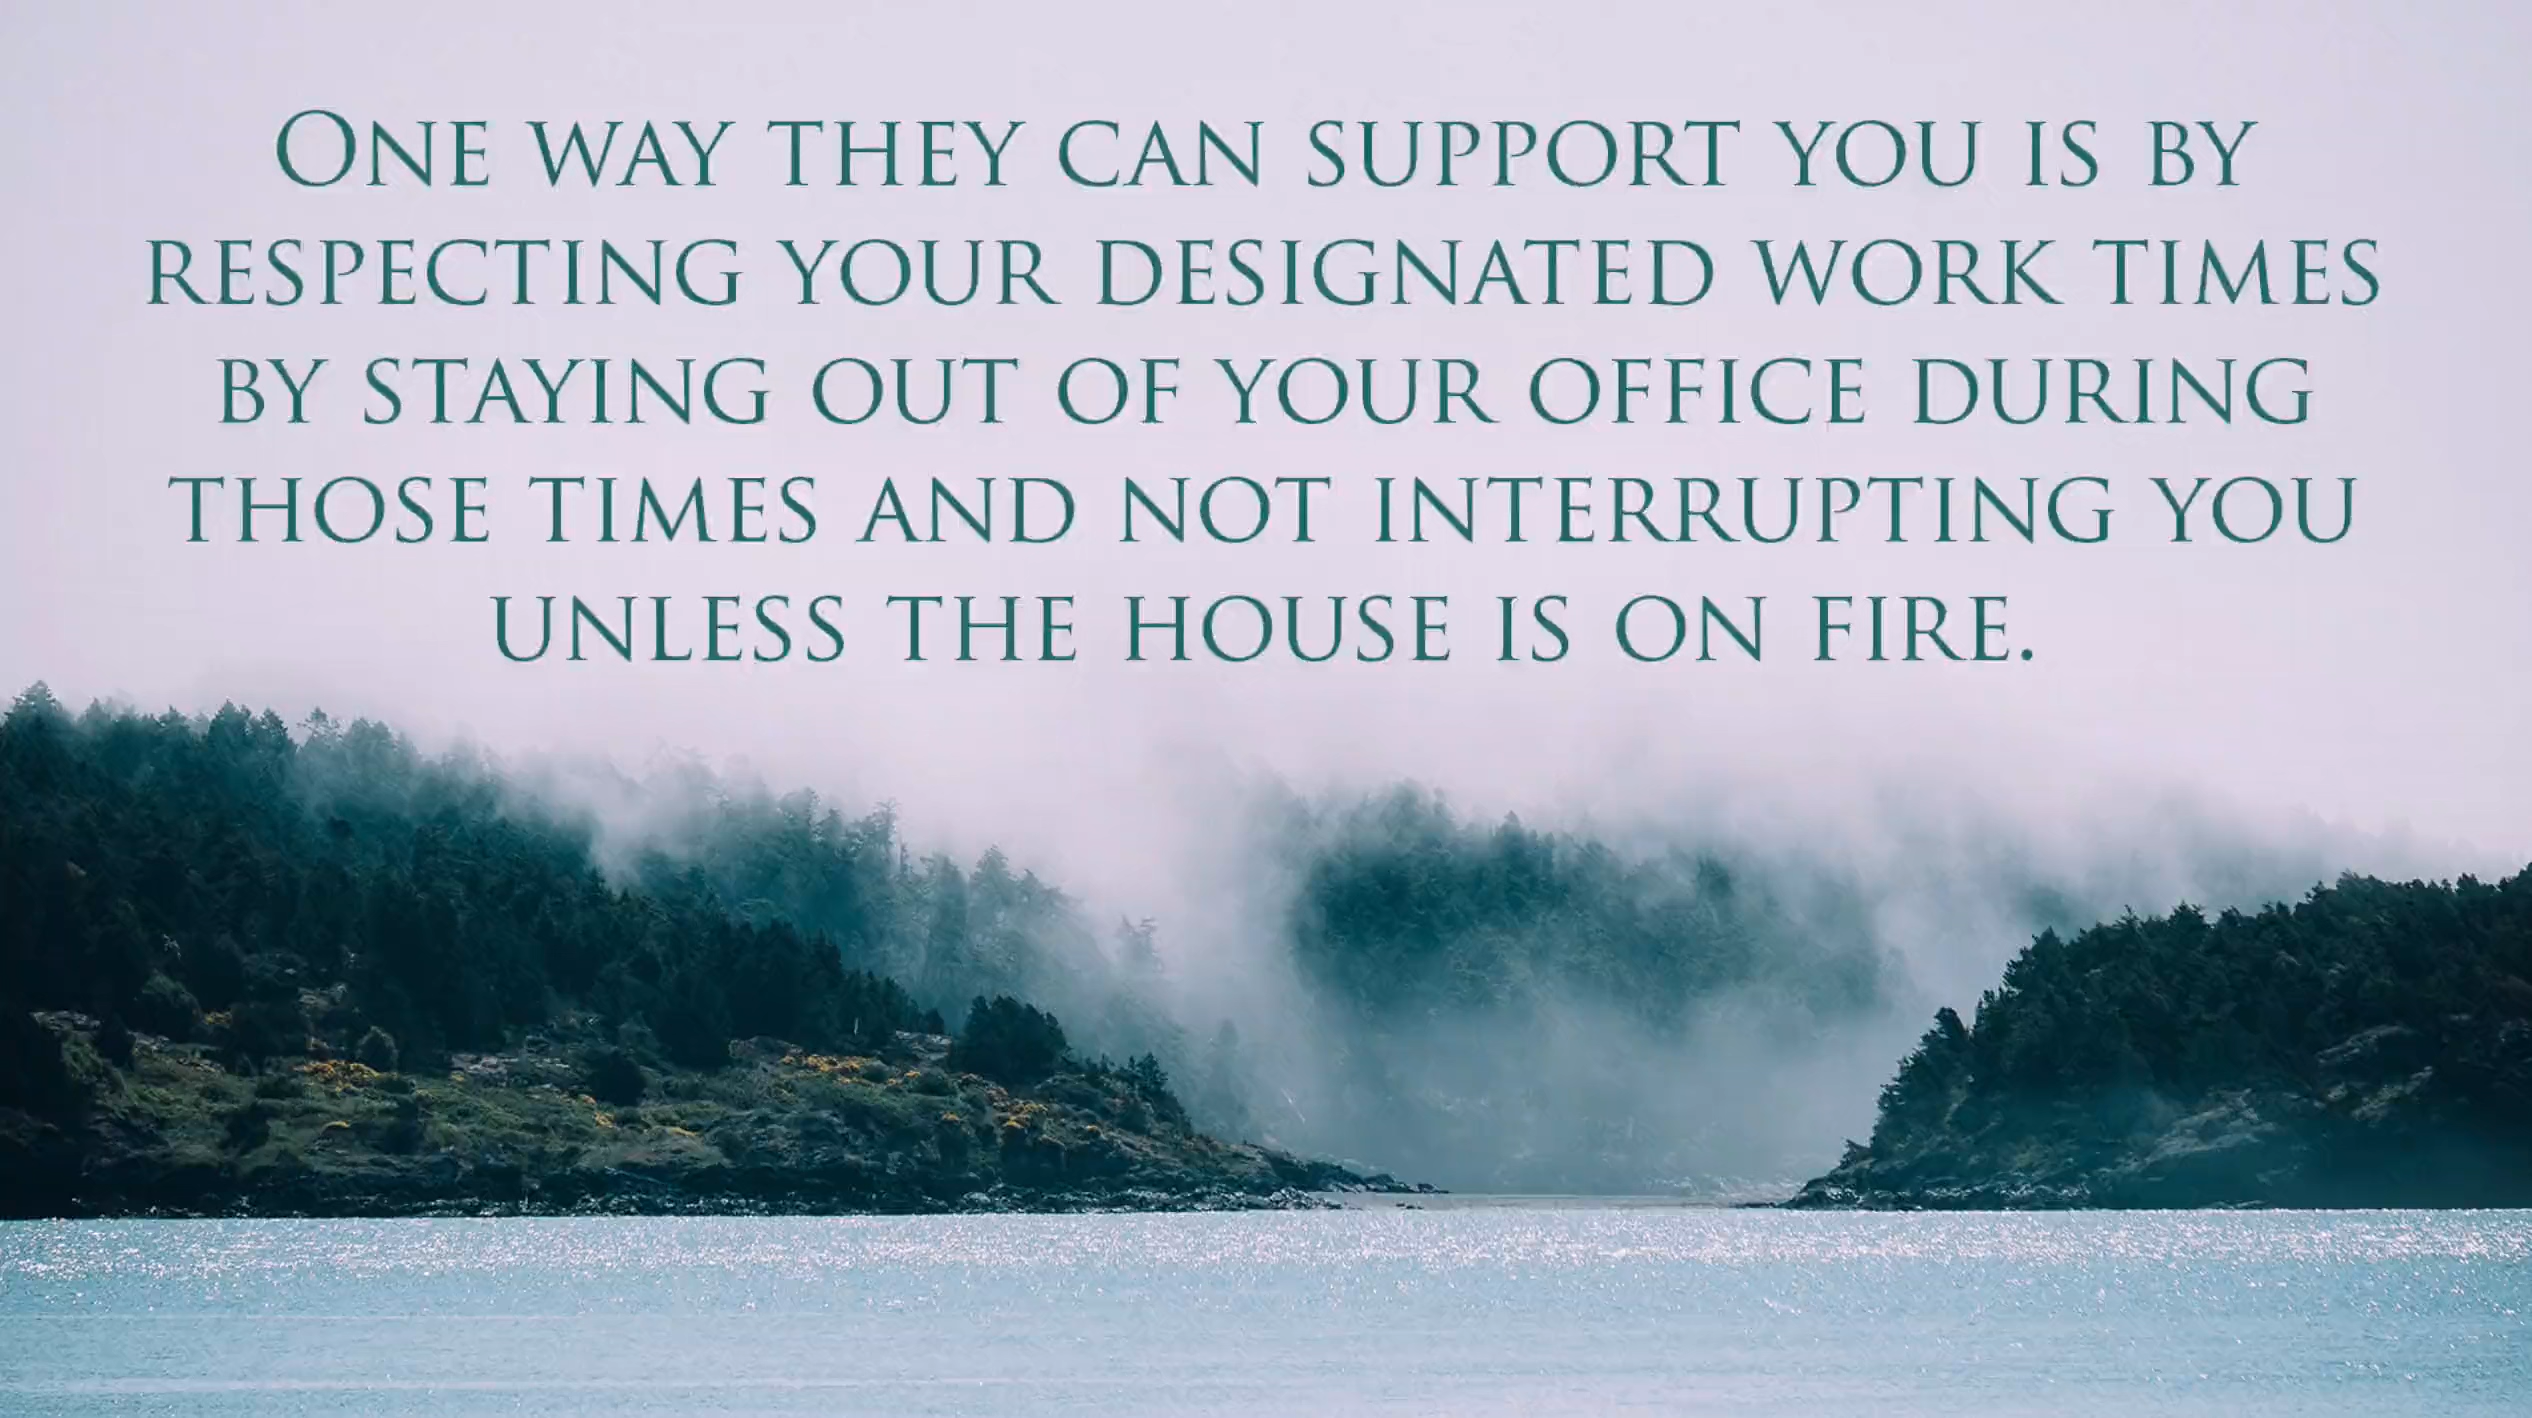 One way they can support you is by
respecting your designated work times
by staying out of your office during
those times and not interrupting you
unless the house is on fire.